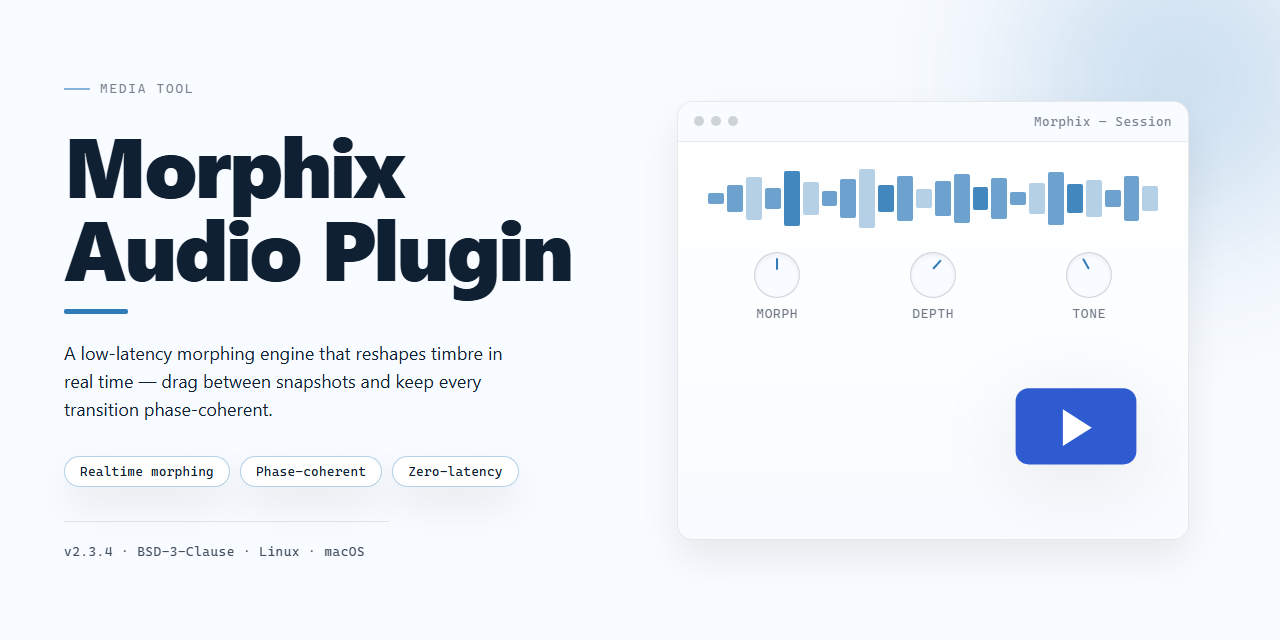 MEDIA TOOL
Morphix
Audio Plugin
A low-latency morphing engine that reshapes timbre in
real time — drag between snapshots and keep every
transition phase-coherent.
Realtime morphing
Phase-coherent
Zero-latency
v2.3.4 · BSD-3-Clause · Linux · macOS
Morphix — Session
MORPH
DEPTH
TONE